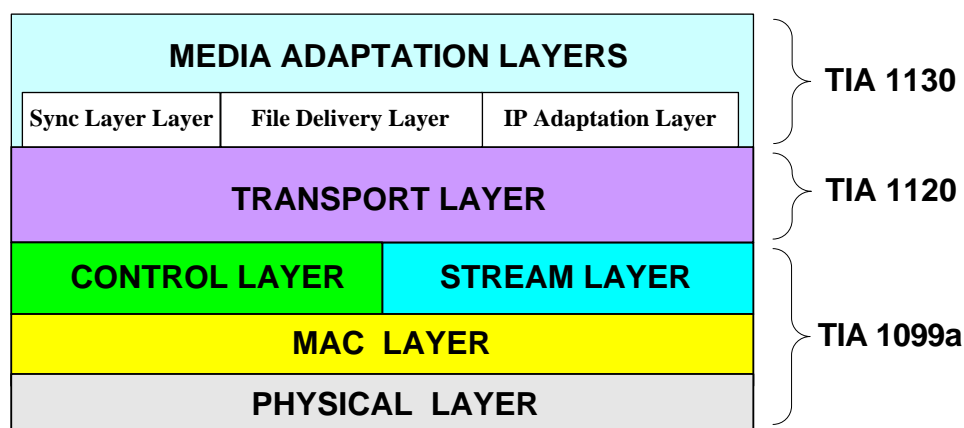 MEDIA ADAPTATION LAYERS
TIA 1130
Sync Layer Layer
File Delivery Layer
IP Adaptation Layer
TRANSPORT LAYER
TIA 1120
CONTROL LAYER
STREAM LAYER
MAC LAYER
TIA 1099a
PHYSICAL LAYER